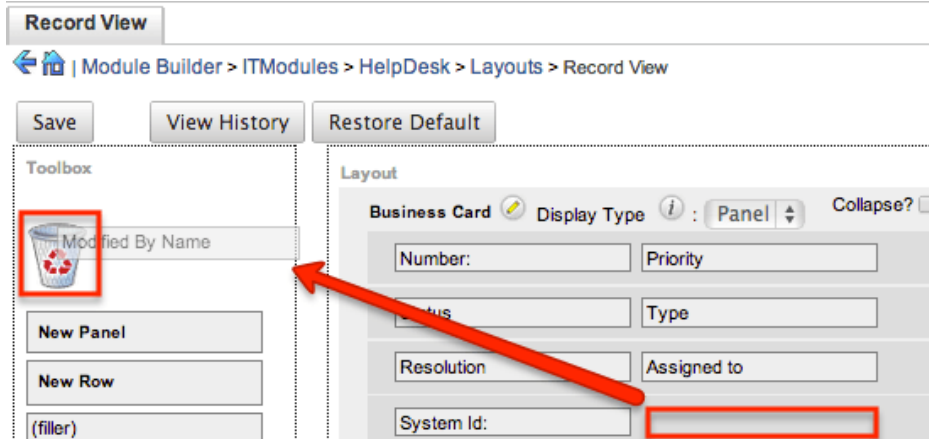 Record View
| Module Builder > ITModules > HelpDesk > Layouts > Record View
Save View History Restore Default
Toolbox
Layout
Business Card Display Type i : Panel Collapse?
Modified By Name
Number: Priority
Status Type
New Panel
Resolution Assigned to
New Row
System Id:
(filler)